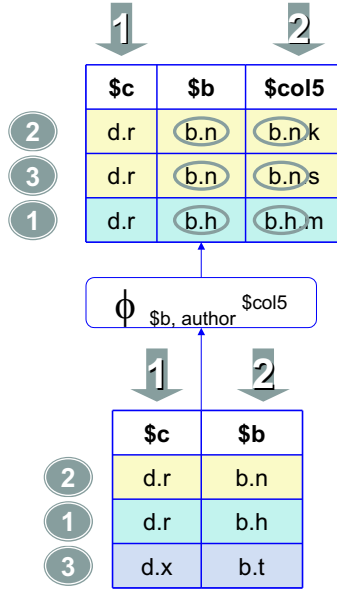 1 2
$c $b $col5
2 d.r b.n b.n.k
3 d.r b.n b.n.s
1 d.r b.h b.h.m
ϕ $b, author $col5
1 2
$c $b
2 d.r b.n
1 d.r b.h
3 d.x b.t